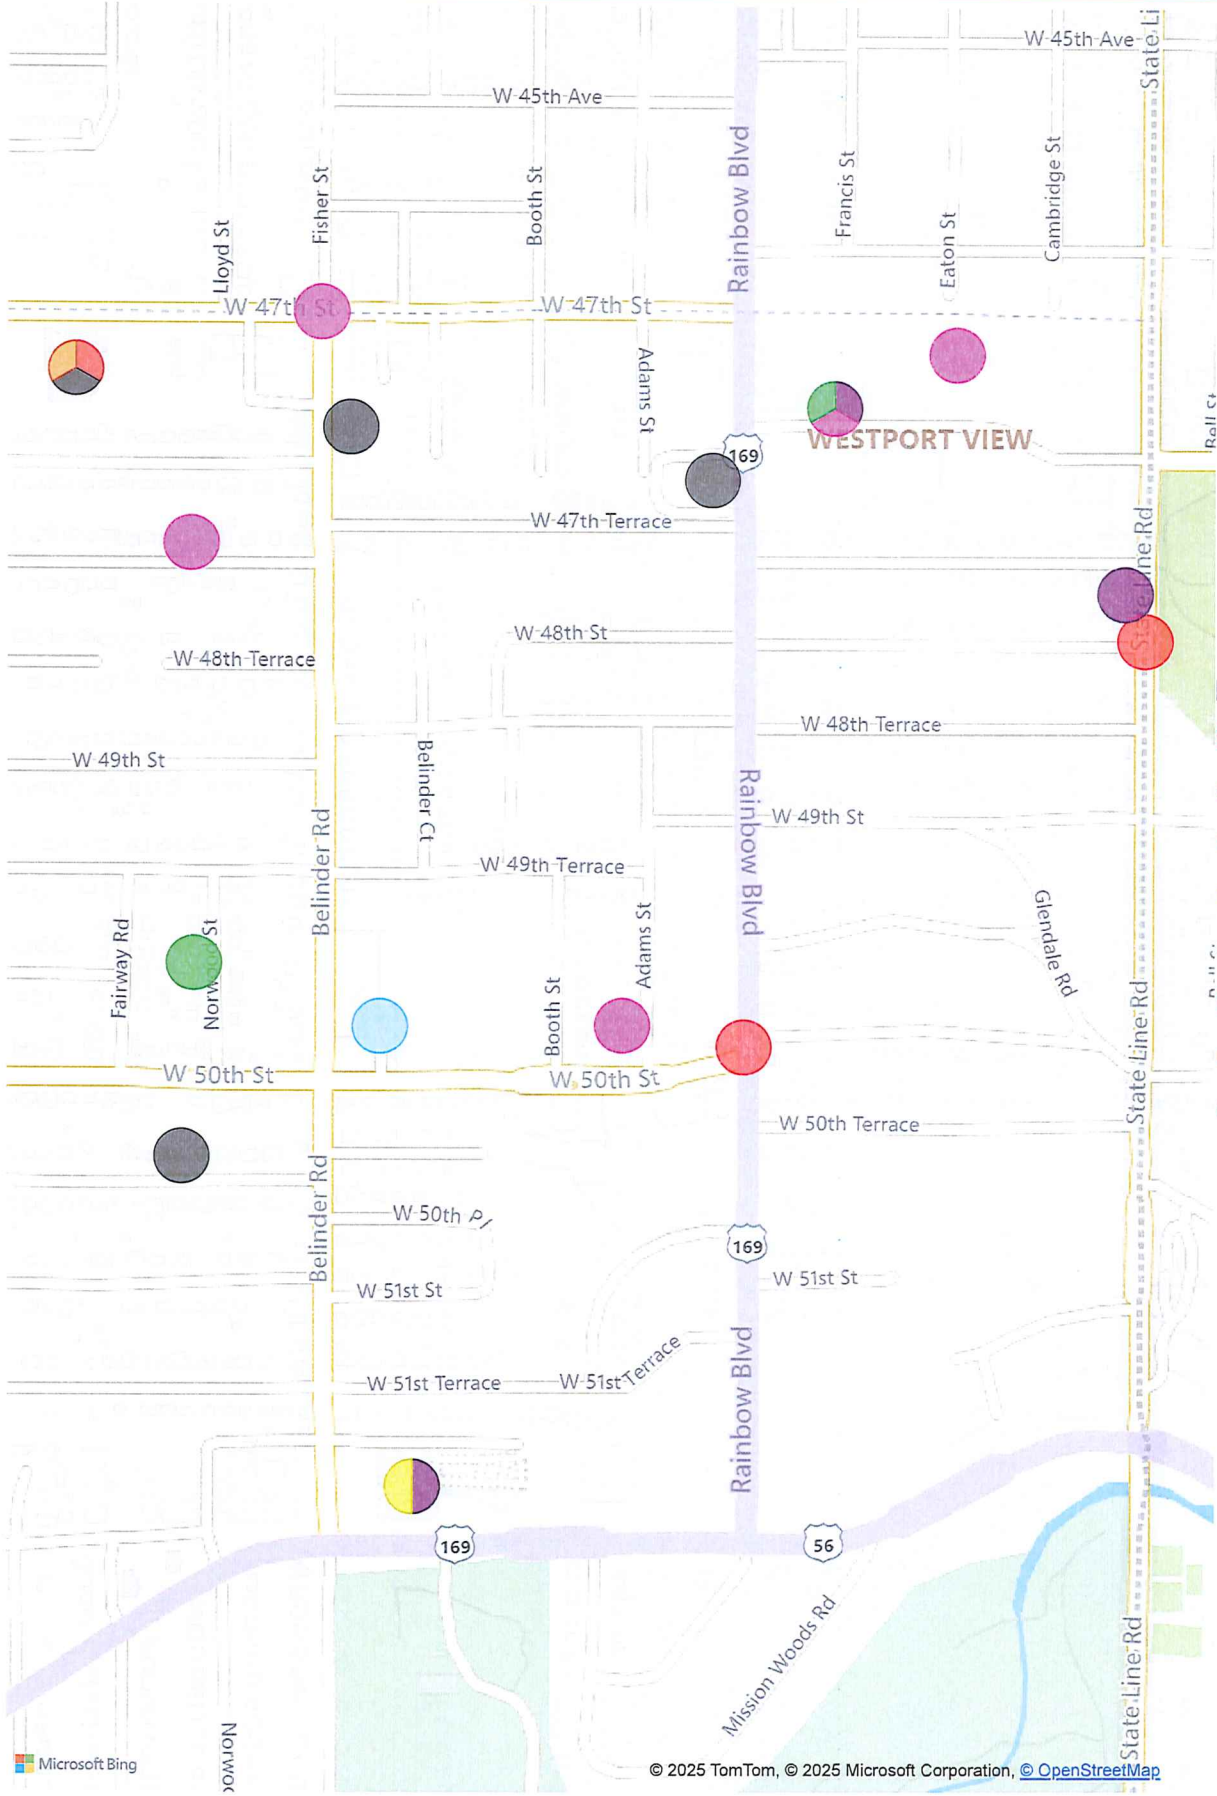 W 45th Ave
State Li
W 45th Ave
Rainbow Blvd
Francis St
Cambridge St
Fisher St
Booth St
Lloyd St
Eaton St
W 47th St
W 47th St
Adams St
Bell St
WESTPORT VIEW
169
W 47th Terrace
State Line Rd
W 48th St
W 48th Terrace
W 48th Terrace
Belinder Ct
W 49th St
Rainbow Blvd
W 49th St
Belinder Rd
W 49th Terrace
Glendale Rd
Fairway Rd
Norwood St
Adams St
Booth St
State Line Rd
W 50th St
W 50th St
W 50th Terrace
Belinder Rd
W 50th Pl
169
W 51st St
W 51st St
Rainbow Blvd
W 51st Terrace
W 51st Terrace
169
56
Mission Woods Rd
State Line Rd
Norwoo
Microsoft Bing
© 2025 TomTom, © 2025 Microsoft Corporation, © OpenStreetMap